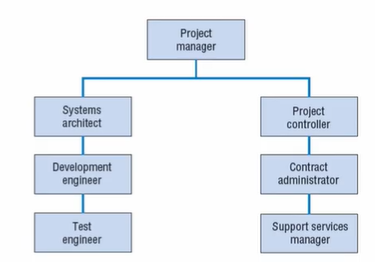 Project
manager
Systems
architect
Project
controller
Development
engineer
Contract
administrator
Test
engineer
Support services
manager